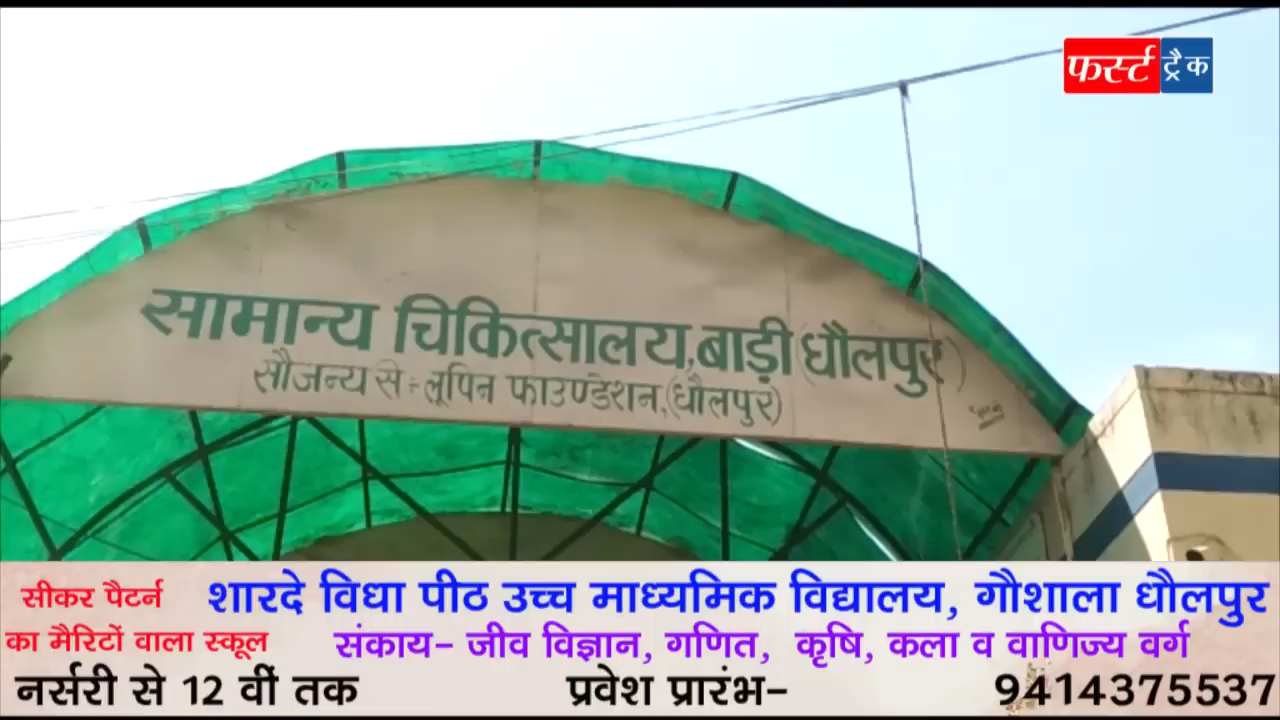 फर्स्ट ट्रैक
सामान्य चिकित्सालय,बाड़ी (धौलपुर)
सौजन्य से ÷ लूपिन फाउण्डेशन,(धौलपुर)
सीकर पैटर्न
का मैरिटों वाला स्कूल
शारदे विधा पीठ उच्च माध्यमिक विद्यालय, गौशाला धौलपुर
संकाय- जीव विज्ञान, गणित, कृषि, कला व वाणिज्य वर्ग
नर्सरी से 12 वीं तक प्रवेश प्रारंभ- 9414375537